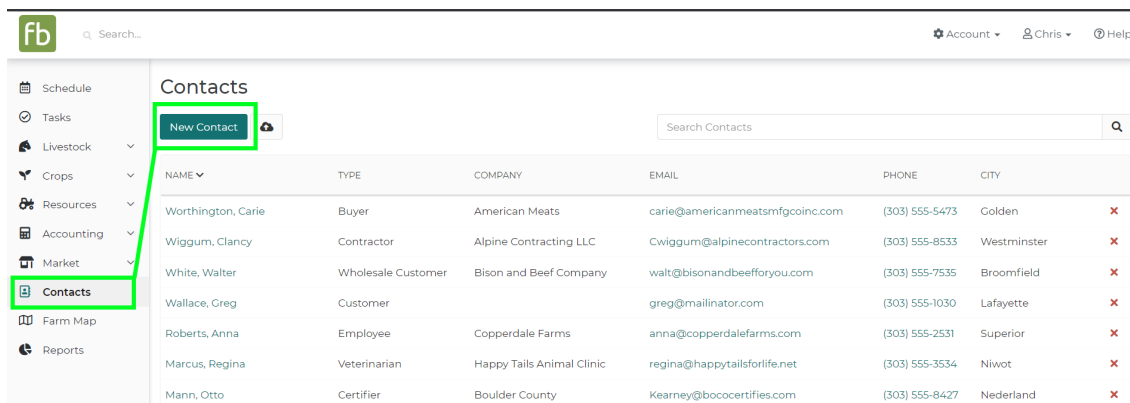 fb Search... Account Chris Help
Schedule
Tasks
Livestock
Crops
Resources
Accounting
Market
Contacts
Farm Map
Reports
Contacts
New Contact Search Contacts
NAME TYPE COMPANY EMAIL PHONE CITY
Worthington, Carie Buyer American Meats carie@americanmeatsmfgcoinc.com (303) 555-5473 Golden
Wiggum, Clancy Contractor Alpine Contracting LLC Cwiggum@alpinecontractors.com (303) 555-8533 Westminster
White, Walter Wholesale Customer Bison and Beef Company walt@bisonandbeefforyou.com (303) 555-7535 Broomfield
Wallace, Greg Customer greg@mailinator.com (303) 555-1030 Lafayette
Roberts, Anna Employee Copperdale Farms anna@copperdalefarms.com (303) 555-2531 Superior
Marcus, Regina Veterinarian Happy Tails Animal Clinic regina@happytailsforlife.net (303) 555-3534 Niwot
Mann, Otto Certifier Boulder County Kearney@bococertifies.com (303) 555-8427 Nederland